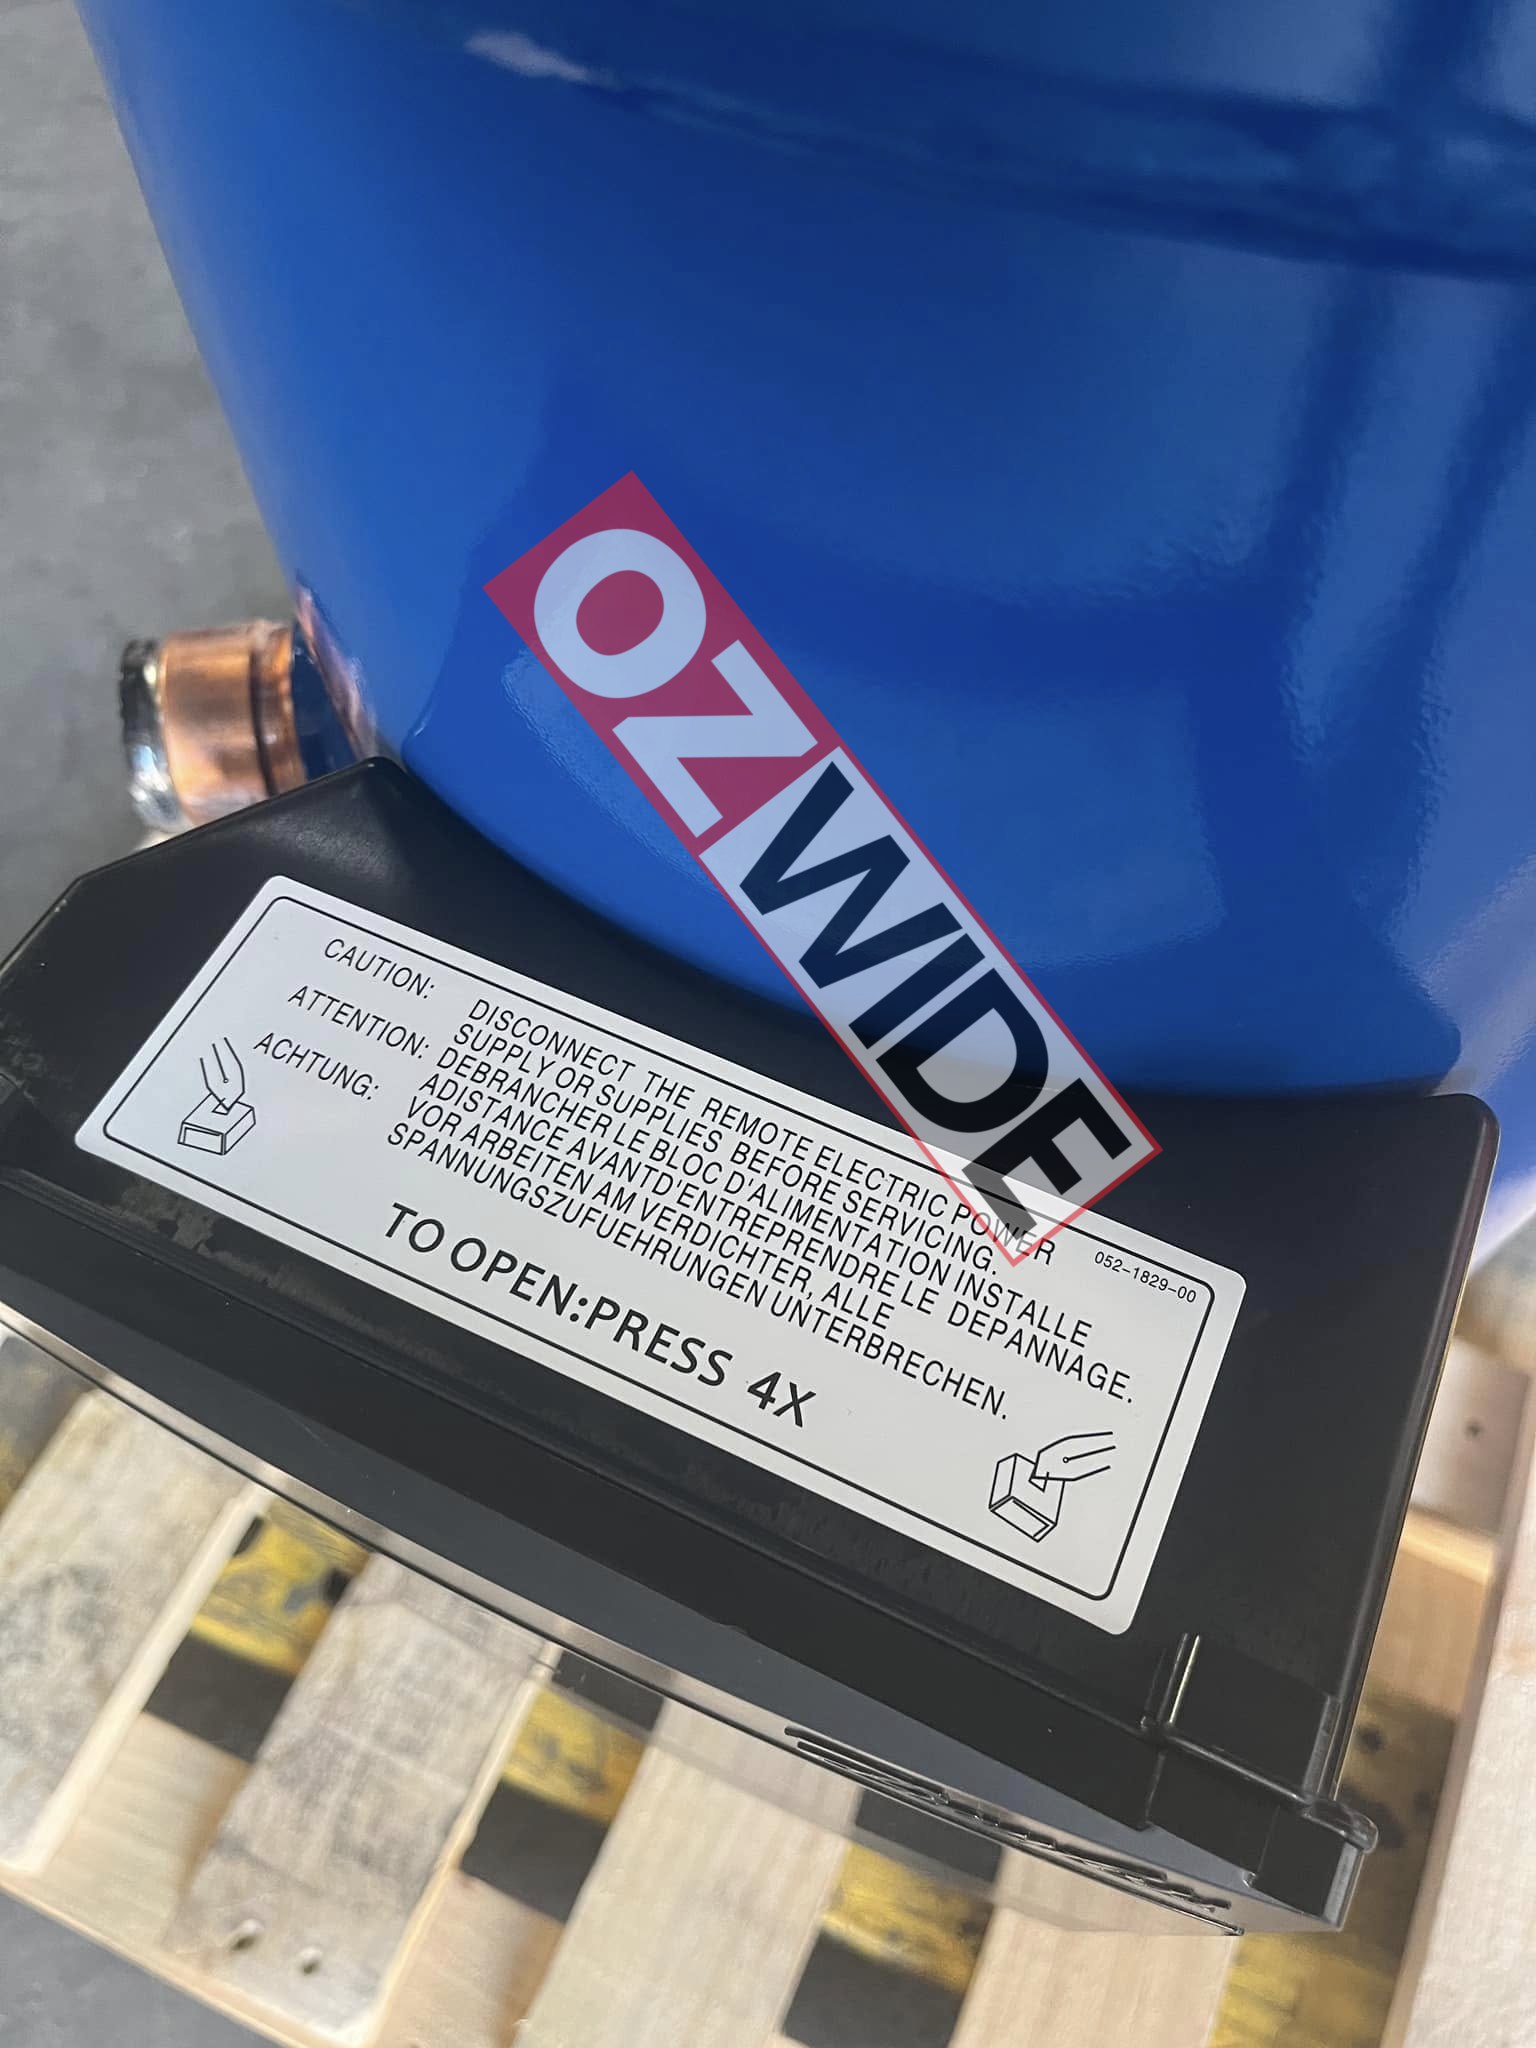 OZWIDE
CAUTION: DISCONNECT THE REMOTE ELECTRIC POWER
SUPPLY OR SUPPLIES BEFORE SERVICING.
ATTENTION: DEBRANCHER LE BLOC D'ALIMENTATION INSTALLE
ADISTANCE AVANTD'ENTREPRENDRE LE DEPANNAGE.
ACHTUNG: VOR ARBEITEN AM VERDICHTER, ALLE
SPANNUNGSZUFUEHRUNGEN UNTERBRECHEN.
052-1829-00
TO OPEN:PRESS 4X